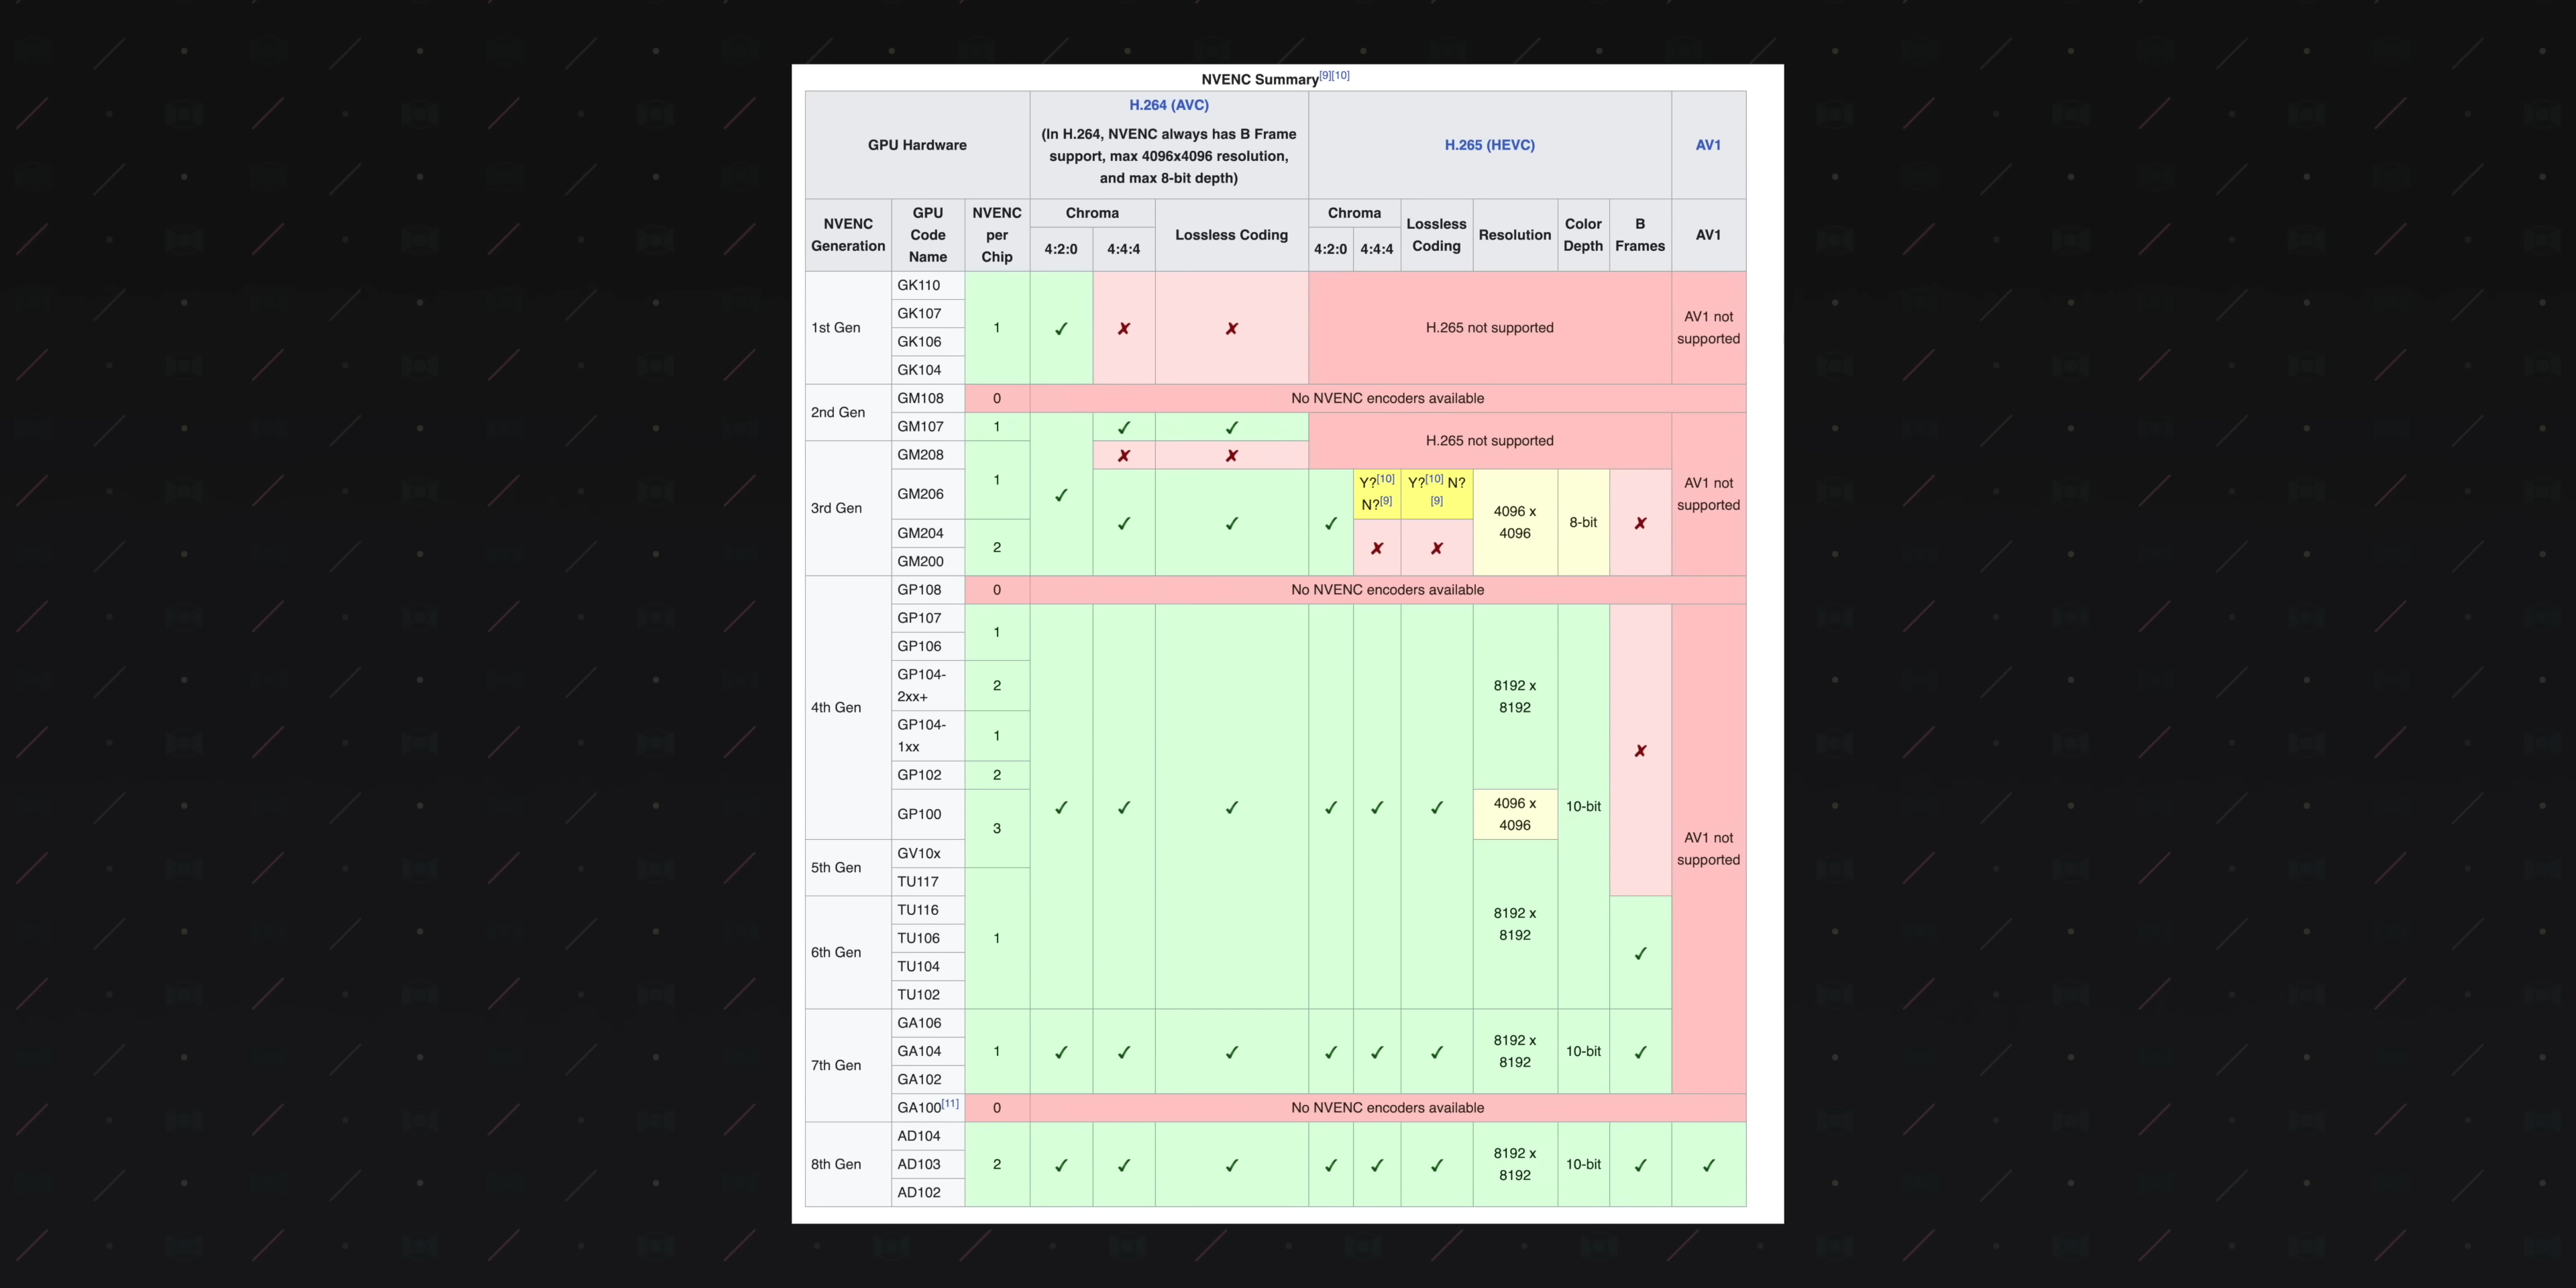 NVENC Summary[9][10]
GPU Hardware
H.264 (AVC)
(In H.264, NVENC always has B Frame
support, max 4096x4096 resolution,
and max 8-bit depth)
H.265 (HEVC)
AV1
NVENC
Generation
GPU
Code
Name
NVENC
per
Chip
Chroma
Lossless Coding
Chroma
Lossless
Coding
Resolution
Color
Depth
B
Frames
AV1
4:2:0
4:4:4
4:2:0
4:4:4
1st Gen
GK110
GK107
GK106
GK104
1
✓
✗
✗
H.265 not supported
AV1 not
supported
2nd Gen
GM108
0
No NVENC encoders available
GM107
1
✓
✓
✓
H.265 not supported
AV1 not
supported
3rd Gen
GM208
1
✗
✗
GM206
✓
✓
✓
Y?[10]
N?[9]
Y?[10] N?
[9]
4096 x
4096
8-bit
✗
GM204
2
✗
✗
GM200
4th Gen
GP108
0
No NVENC encoders available
GP107
1
✓
✓
✓
✓
✓
✓
8192 x
8192
10-bit
✗
AV1 not
supported
GP106
GP104-
2xx+
2
GP104-
1xx
1
GP102
2
GP100
3
4096 x
4096
5th Gen
GV10x
8192 x
8192
TU117
1
6th Gen
TU116
✓
TU106
TU104
TU102
7th Gen
GA106
GA104
GA102
1
✓
✓
✓
✓
✓
✓
8192 x
8192
10-bit
✓
GA100[11]
0
No NVENC encoders available
8th Gen
AD104
AD103
AD102
2
✓
✓
✓
✓
✓
✓
8192 x
8192
10-bit
✓
✓